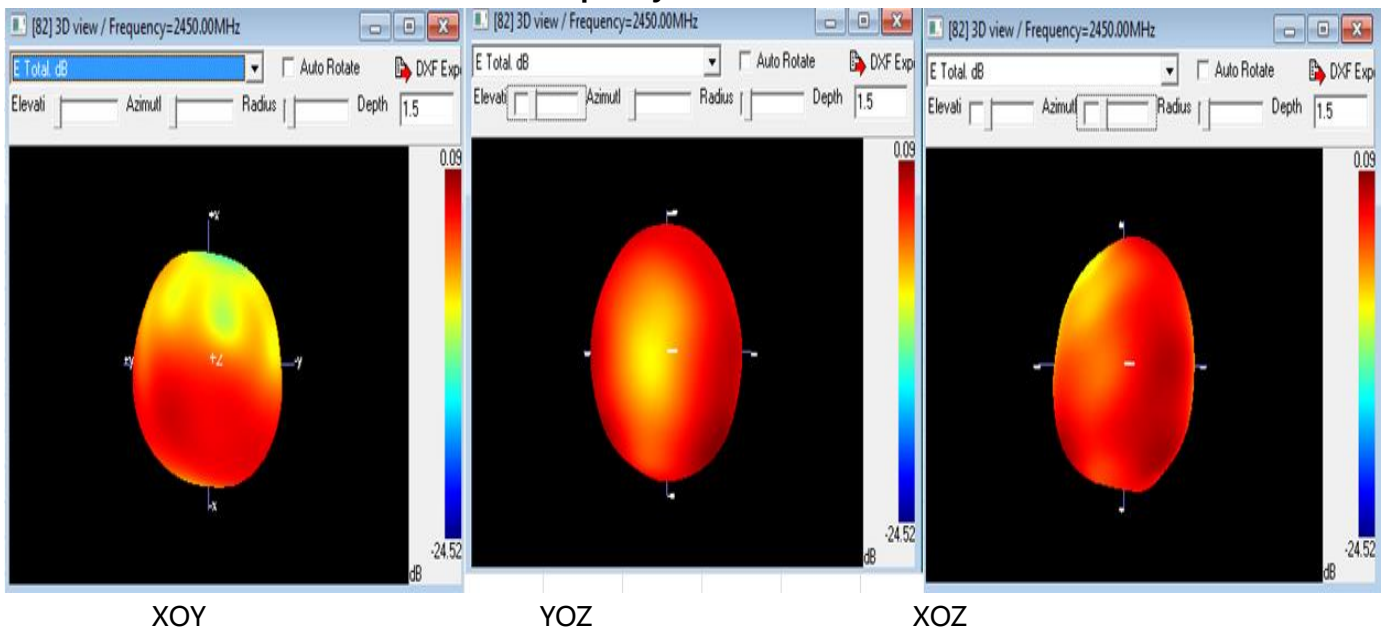 [82] 3D view / Frequency=2450.00MHz
E Total. dB
Auto Rotate
DXF Exp
Elevati
Azimutl
Radius
Depth
1.5
0.09
+x
+y
+Z
-y
-x
-24.52
dB
XOY
[82] 3D view / Frequency=2450.00MHz
E Total. dB
Auto Rotate
DXF Exp
Elevati
Azimutl
Radius
Depth
1.5
0.09
-24.52
dB
YOZ
[82] 3D view / Frequency=2450.00MHz
E Total. dB
Auto Rotate
DXF Exp
Elevati
Azimutl
Radius
Depth
1.5
0.09
-24.52
dB
XOZ